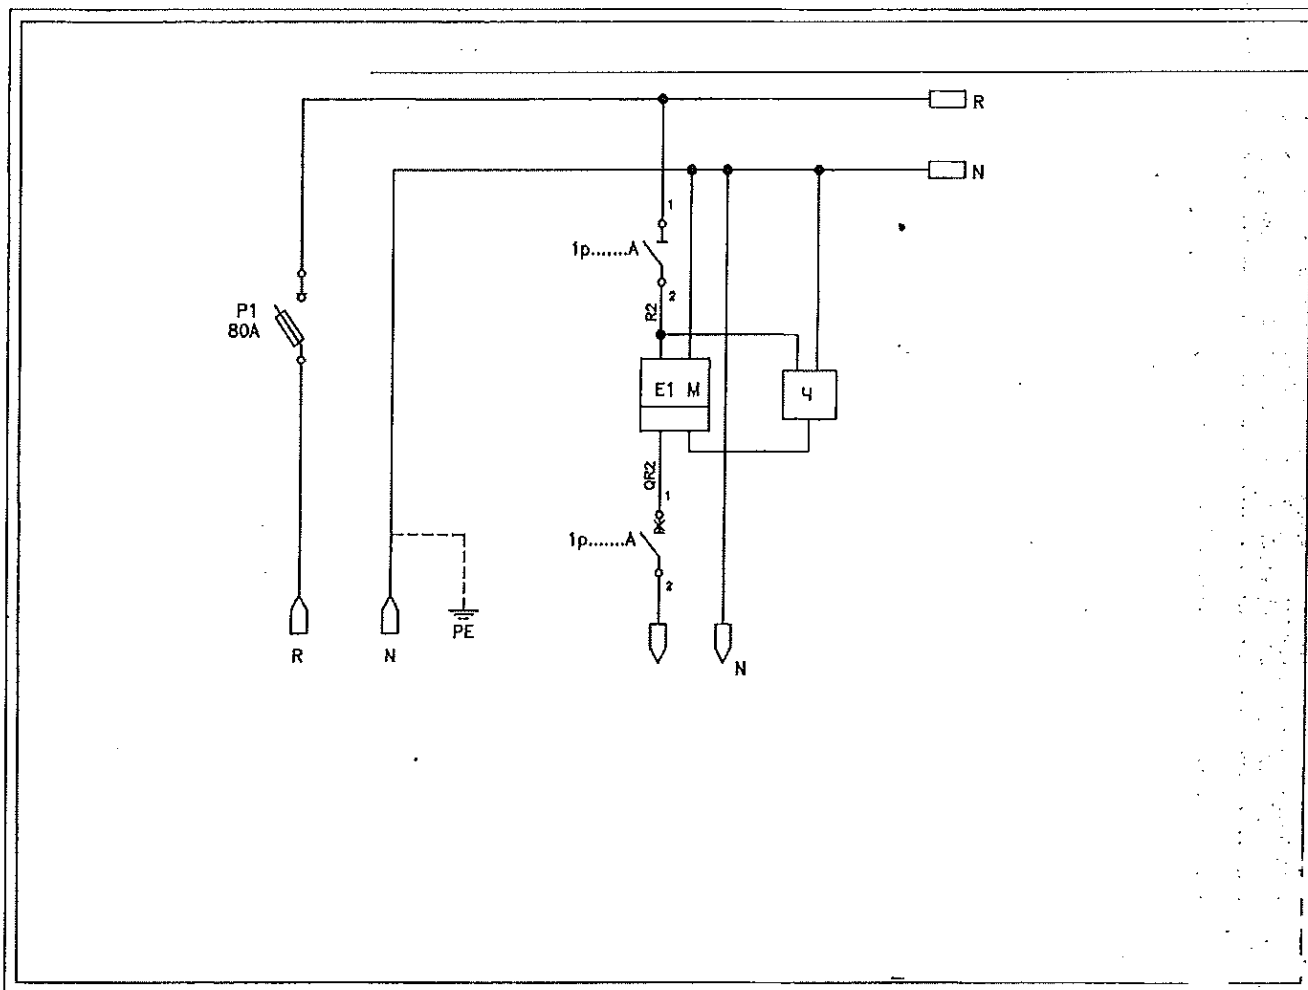 R
N
1
1p.......A
2
P1
80A
R2
E1 M
Ч
QR2
1
1p.......A
2
PE
R
N
N